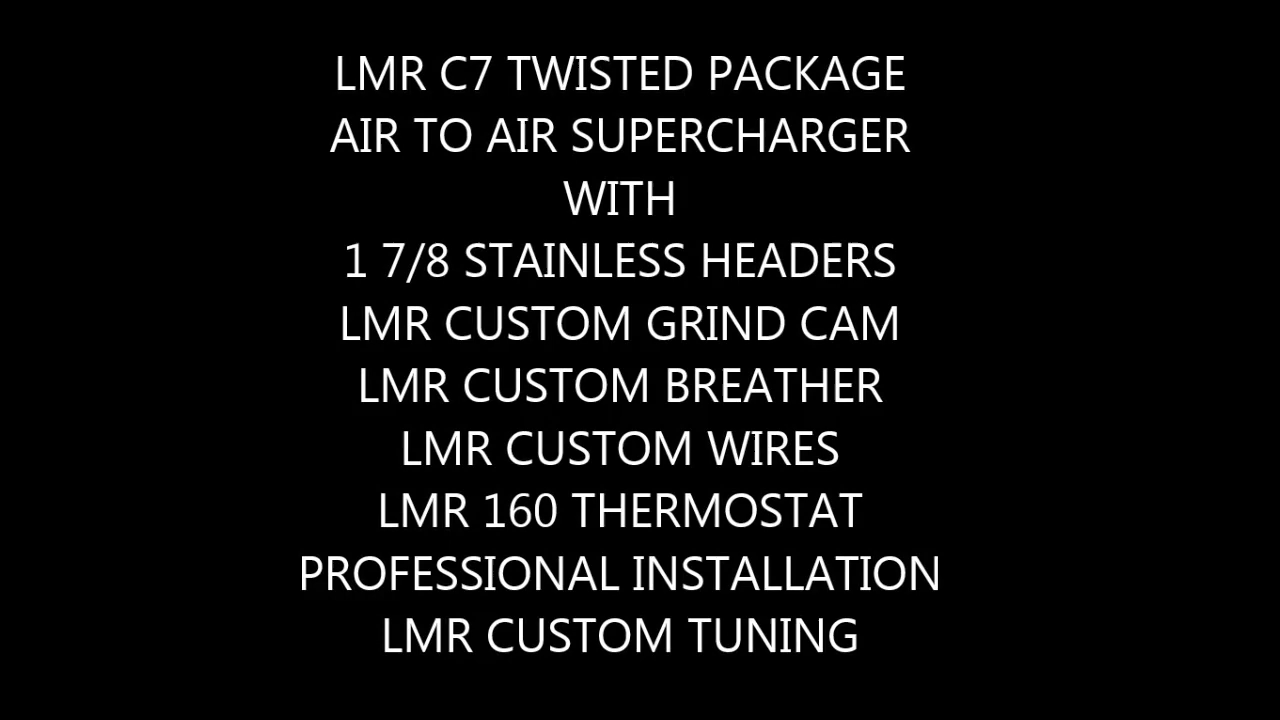 LMR C7 TWISTED PACKAGE
AIR TO AIR SUPERCHARGER
WITH
1 7/8 STAINLESS HEADERS
LMR CUSTOM GRIND CAM
LMR CUSTOM BREATHER
LMR CUSTOM WIRES
LMR 160 THERMOSTAT
PROFESSIONAL INSTALLATION
LMR CUSTOM TUNING